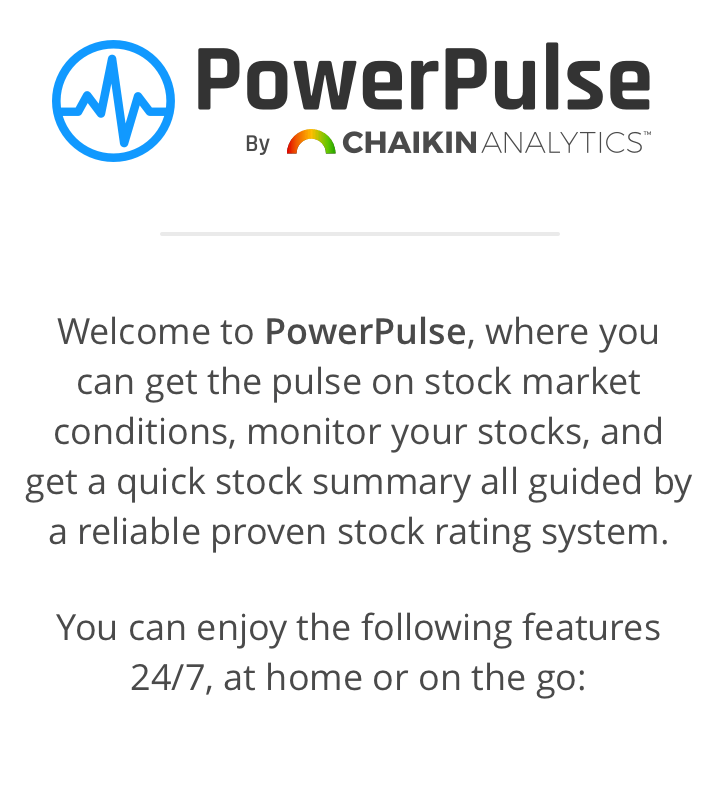 PowerPulse
By CHAIKIN ANALYTICS™
Welcome to PowerPulse, where you
can get the pulse on stock market
conditions, monitor your stocks, and
get a quick stock summary all guided by
a reliable proven stock rating system.
You can enjoy the following features
24/7, at home or on the go: